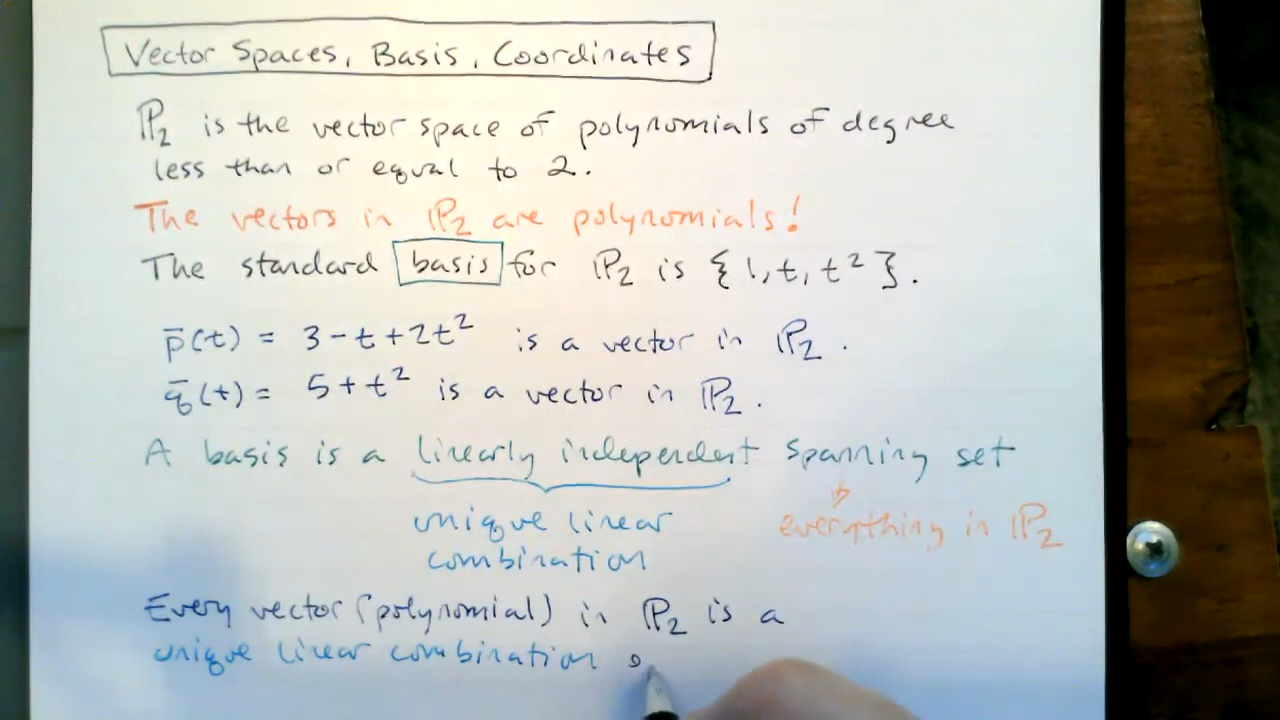 Vector Spaces, Basis, Coordinates
ℙ₂ is the vector space of polynomials of degree
less than or equal to 2.
The vectors in ℙ₂ are polynomials!
The standard basis for ℙ₂ is {1, t, t²}.
p̄(t) = 3 - t + 2t² is a vector in ℙ₂.
q̄(t) = 5 + t² is a vector in ℙ₂.
A basis is a linearly independent spanning set
unique linear
combination
everything in ℙ₂
Every vector (polynomial) in ℙ₂ is a
unique linear combination o